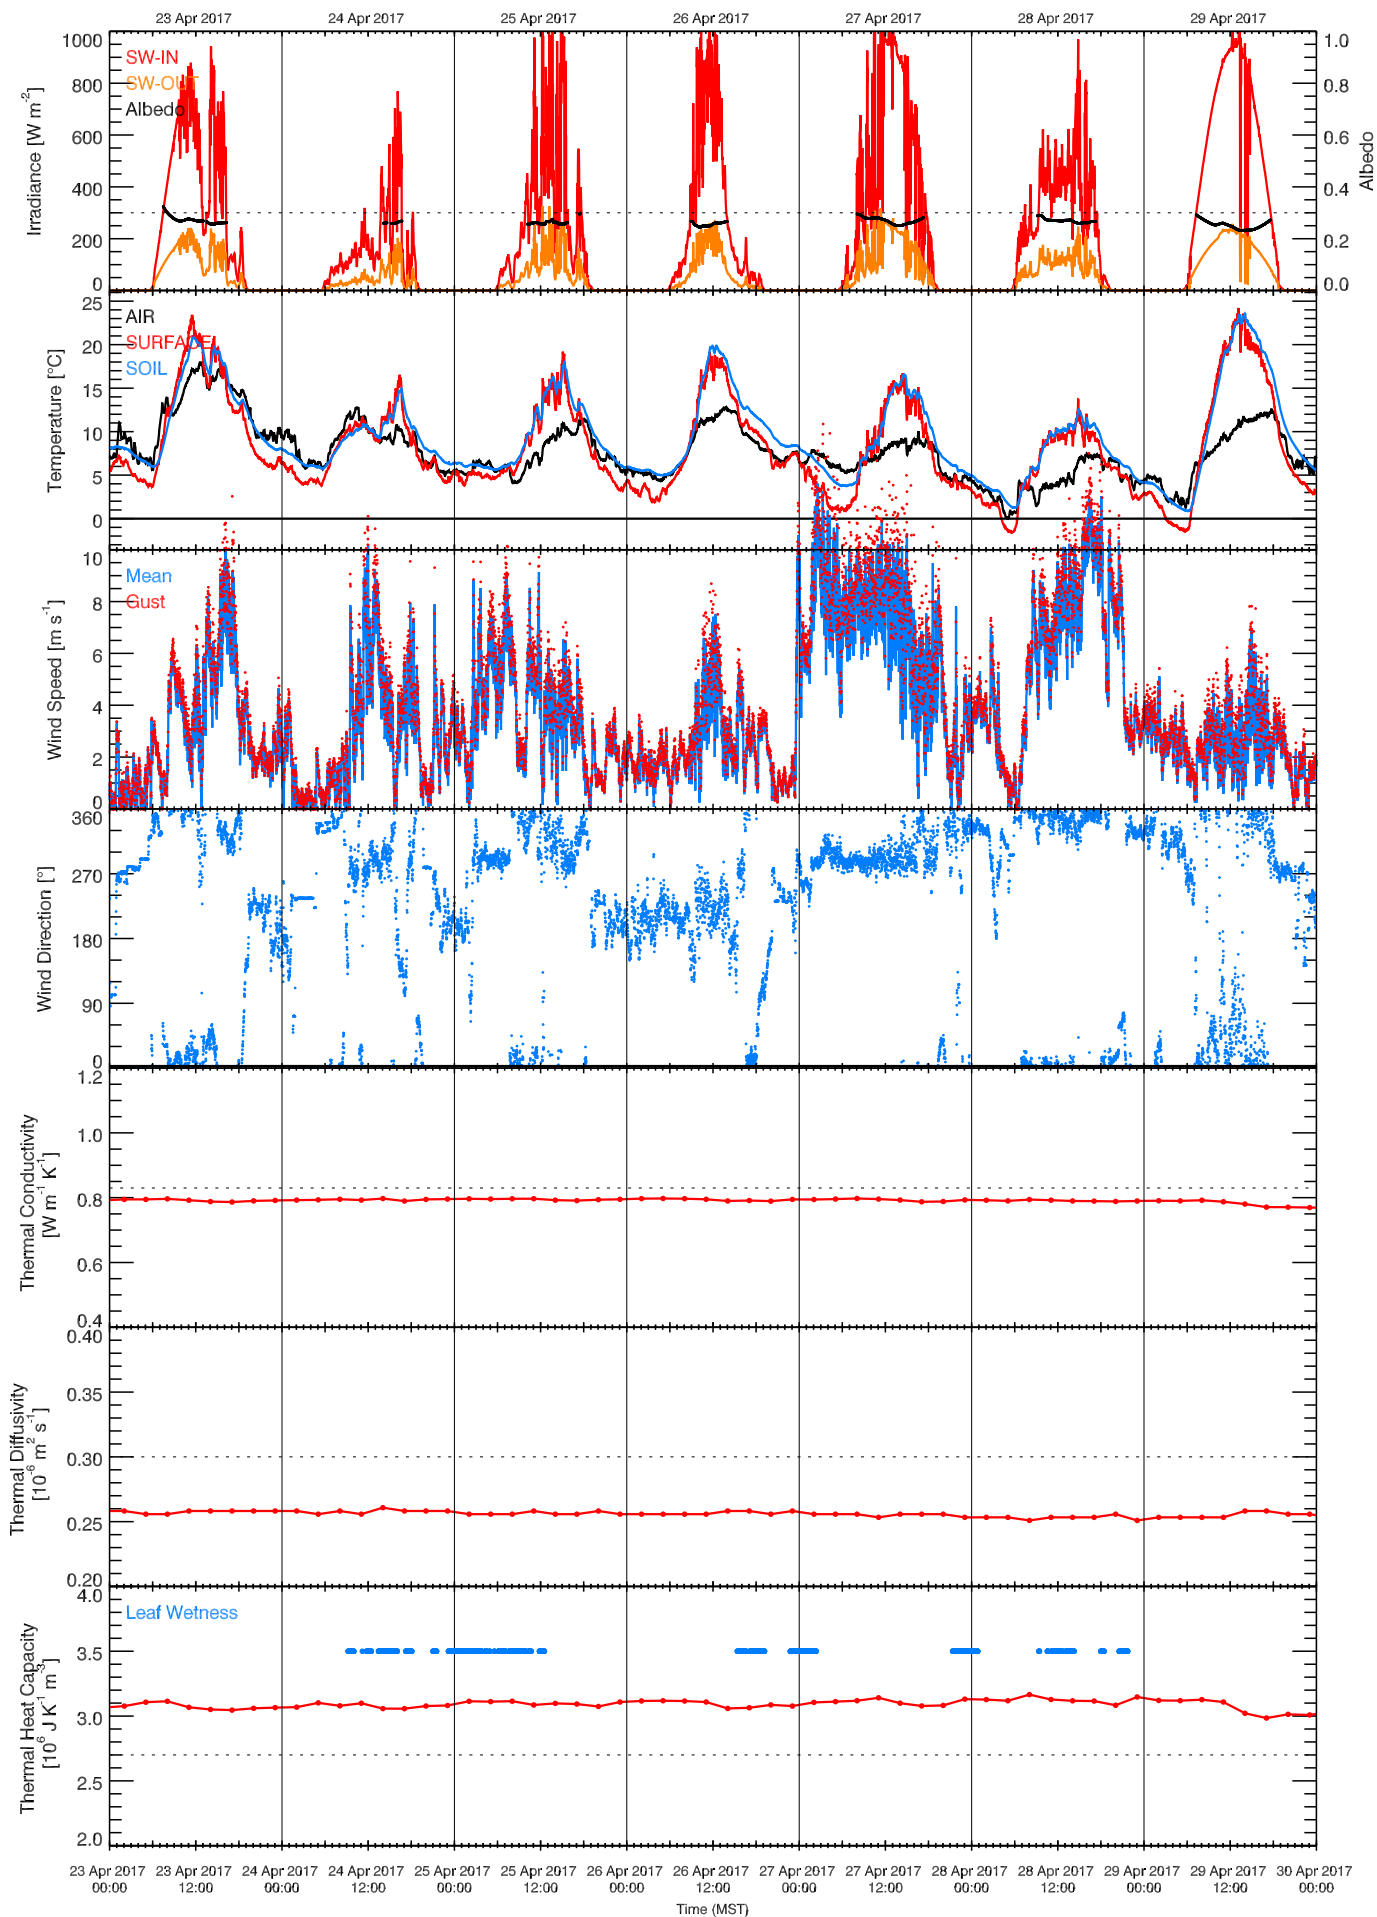 23 Apr 2017 24 Apr 2017 25 Apr 2017 26 Apr 2017 27 Apr 2017 28 Apr 2017 29 Apr 2017
Irradiance [W m-2]
1000
800
600
400
200
0
SW-IN
SW-OUT
Albedo
1.0
0.8
0.6
0.4
0.2
0.0
Albedo
Temperature [°C]
25
20
15
10
5
0
AIR
SURFACE
SOIL
Wind Speed [m s-1]
10
8
6
4
2
0
Mean
Gust
Wind Direction [°]
360
270
180
90
0
Thermal Conductivity
[W m-1 K-1]
1.2
1.0
0.8
0.6
0.4
Thermal Diffusivity
[10-6 m2 s-1]
0.40
0.35
0.30
0.25
0.20
Thermal Heat Capacity
[106 J K-1 m-3]
4.0
3.5
3.0
2.5
2.0
Leaf Wetness
23 Apr 2017 23 Apr 2017 24 Apr 2017 24 Apr 2017 25 Apr 2017 25 Apr 2017 26 Apr 2017 26 Apr 2017 27 Apr 2017 27 Apr 2017 28 Apr 2017 28 Apr 2017 29 Apr 2017 29 Apr 2017 30 Apr 2017
00:00 12:00 00:00 12:00 00:00 12:00 00:00 12:00 00:00 12:00 00:00 12:00 00:00 12:00 00:00
Time (MST)